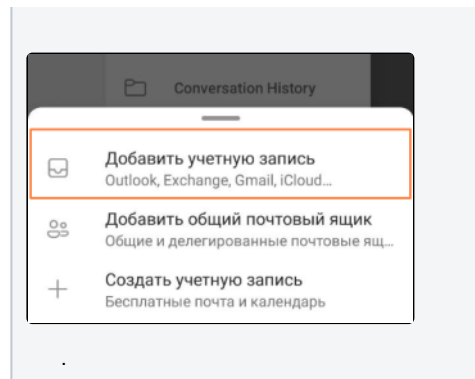 Conversation History
Добавить учетную запись
Outlook, Exchange, Gmail, iCloud...
Добавить общий почтовый ящик
Общие и делегированные почтовые ящ...
Создать учетную запись
Бесплатные почта и календарь
.